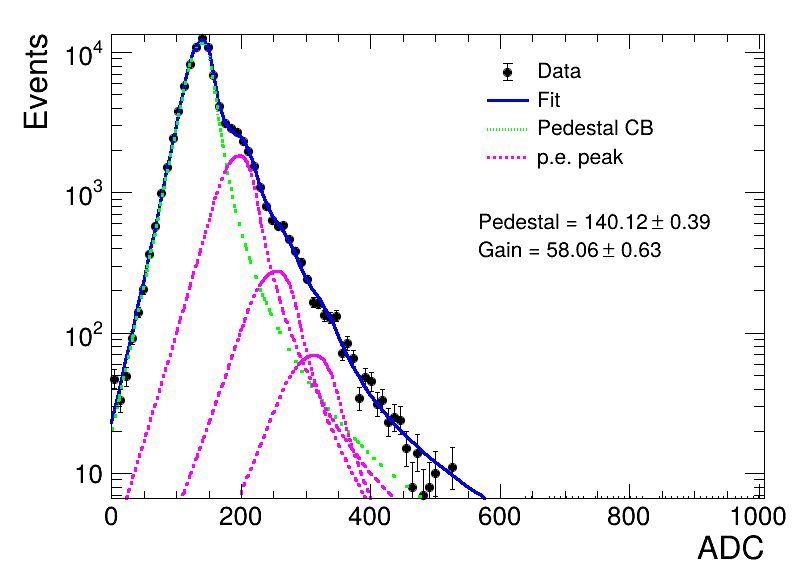 Events
10⁴
10³
10²
10
0
200
400
600
800
1000
ADC
Data
Fit
Pedestal CB
p.e. peak
Pedestal = 140.12 ± 0.39
Gain = 58.06 ± 0.63